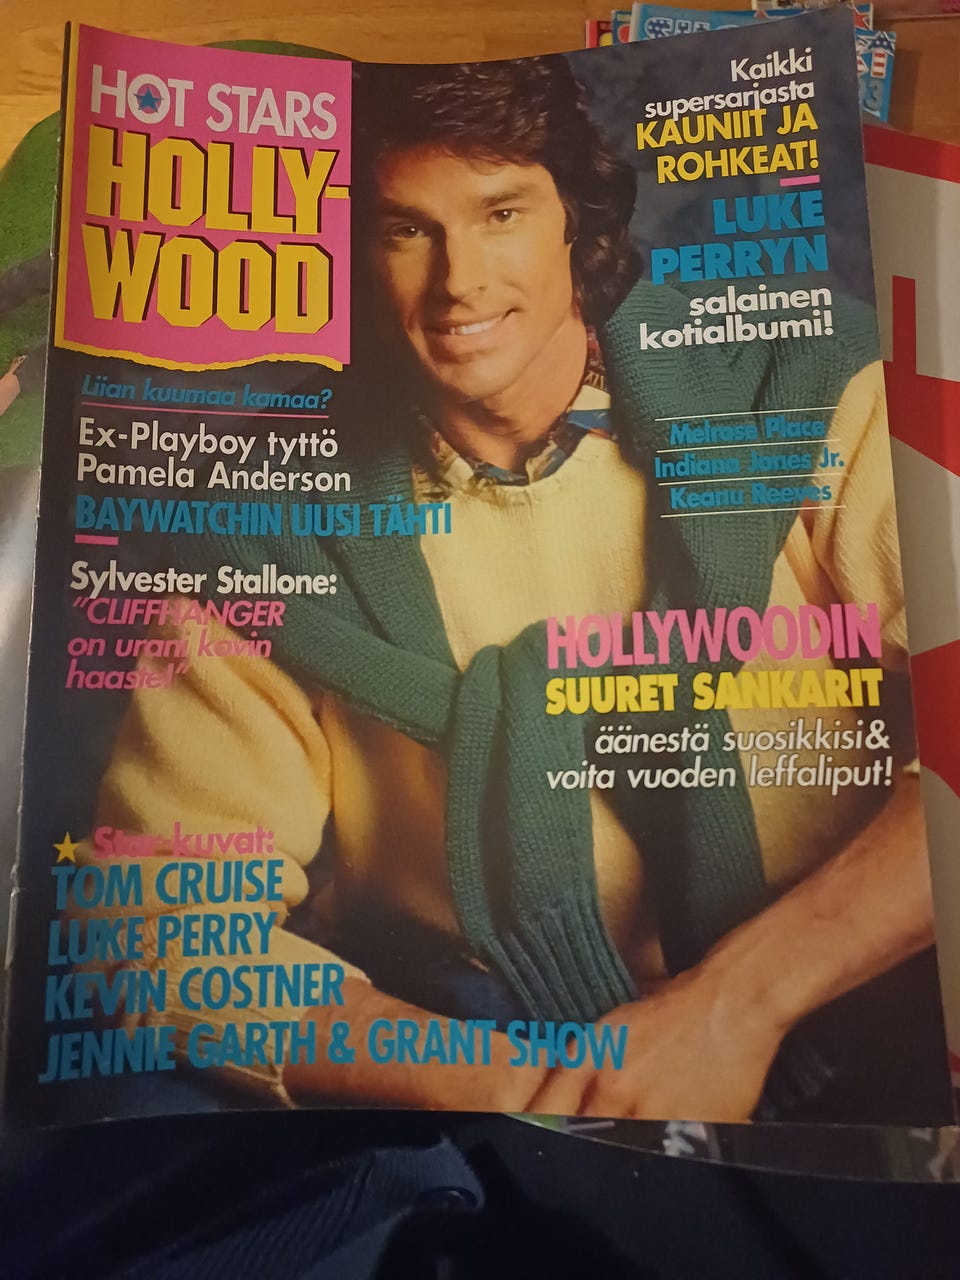 HOT STARS
HOLLY-
WOOD
Kaikki
supersarjasta
KAUNIIT JA
ROHKEAT!
LUKE
PERRYN
salainen
kotialbumi!
Melrose Place
Indiana Jones Jr.
Keanu Reeves
Liian kuumaa kamaa?
Ex-Playboy tyttö
Pamela Anderson
BAYWATCHIN UUSI TÄHTI
Sylvester Stallone:
"CLIFFHANGER
on urani kovin
haaste!"
HOLLYWOODIN
SUURET SANKARIT
äänestä suosikkisi&
voita vuoden leffaliput!
Star-kuvat:
TOM CRUISE
LUKE PERRY
KEVIN COSTNER
JENNIE GARTH & GRANT SHOW